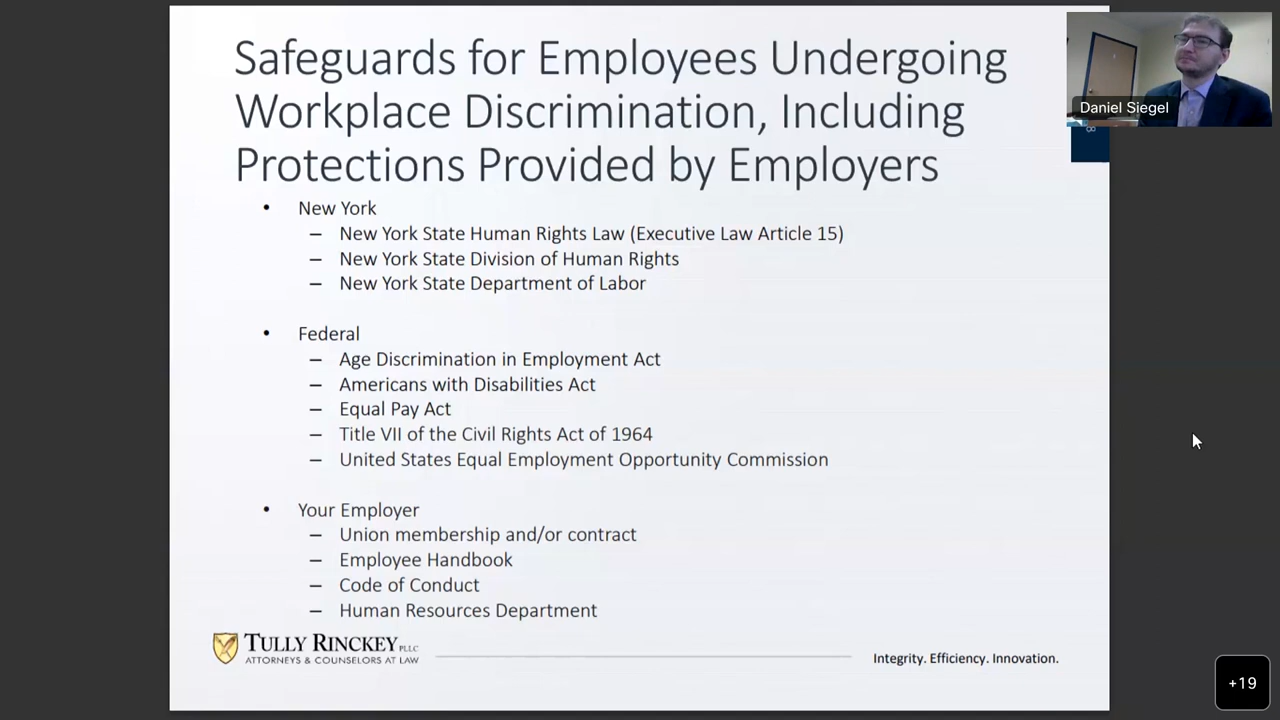 Safeguards for Employees Undergoing
Workplace Discrimination, Including
Protections Provided by Employers
Daniel Siegel
8
• New York
– New York State Human Rights Law (Executive Law Article 15)
– New York State Division of Human Rights
– New York State Department of Labor
• Federal
– Age Discrimination in Employment Act
– Americans with Disabilities Act
– Equal Pay Act
– Title VII of the Civil Rights Act of 1964
– United States Equal Employment Opportunity Commission
• Your Employer
– Union membership and/or contract
– Employee Handbook
– Code of Conduct
– Human Resources Department
TULLY RINCKEY PLLC
ATTORNEYS & COUNSELORS AT LAW
Integrity. Efficiency. Innovation.
+19